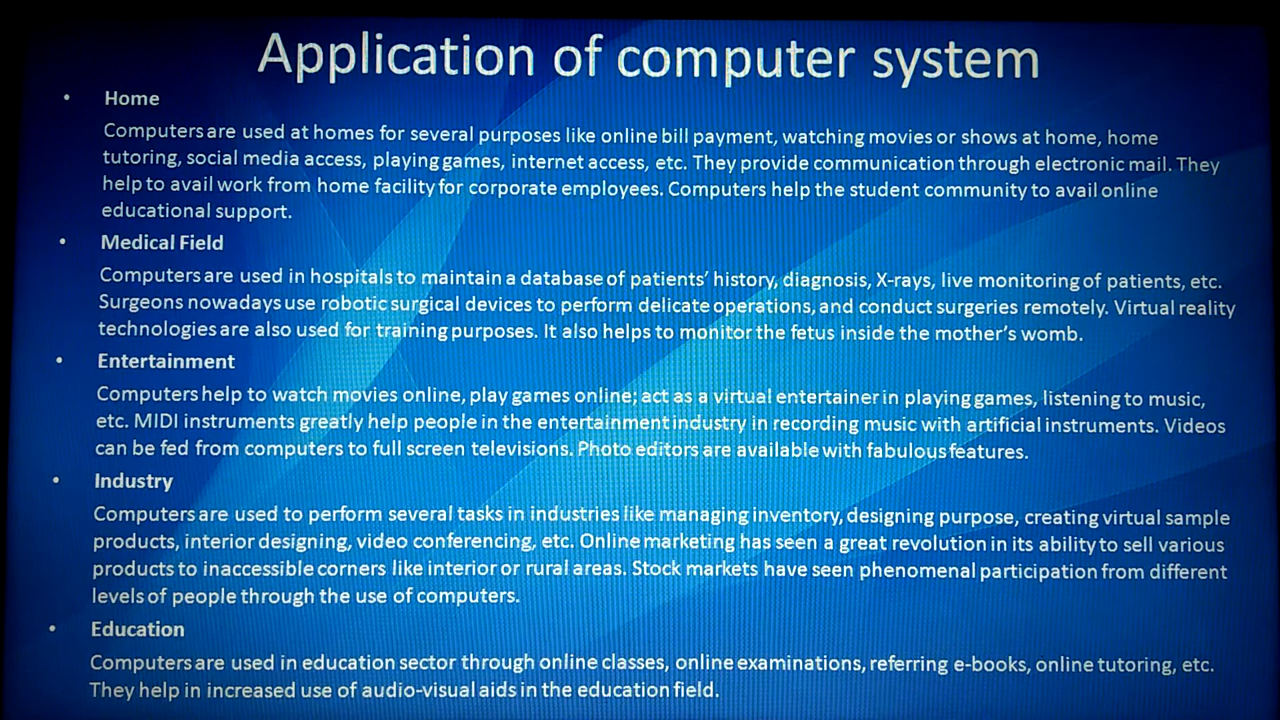 Application of computer system
• Home
Computers are used at homes for several purposes like online bill payment, watching movies or shows at home, home
tutoring, social media access, playing games, internet access, etc. They provide communication through electronic mail. They
help to avail work from home facility for corporate employees. Computers help the student community to avail online
educational support.
• Medical Field
Computers are used in hospitals to maintain a database of patients’ history, diagnosis, X-rays, live monitoring of patients, etc.
Surgeons nowadays use robotic surgical devices to perform delicate operations, and conduct surgeries remotely. Virtual reality
technologies are also used for training purposes. It also helps to monitor the fetus inside the mother’s womb.
• Entertainment
Computers help to watch movies online, play games online; act as a virtual entertainer in playing games, listening to music,
etc. MIDI instruments greatly help people in the entertainment industry in recording music with artificial instruments. Videos
can be fed from computers to full screen televisions. Photo editors are available with fabulous features.
• Industry
Computers are used to perform several tasks in industries like managing inventory, designing purpose, creating virtual sample
products, interior designing, video conferencing, etc. Online marketing has seen a great revolution in its ability to sell various
products to inaccessible corners like interior or rural areas. Stock markets have seen phenomenal participation from different
levels of people through the use of computers.
• Education
Computers are used in education sector through online classes, online examinations, referring e-books, online tutoring, etc.
They help in increased use of audio-visual aids in the education field.